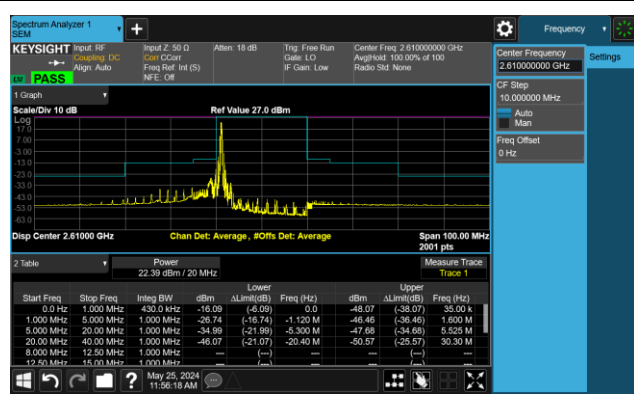 Spectrum Analyzer 1
SEM
Frequency
KEYSIGHT Input: RF Input Z: 50 Ω Atten: 18 dB Trig: Free Run Center Freq: 2.610000000 GHz
Coupling: DC Corr CCorr Gate: LO Avg|Hold: 100.00% of 100
Align: Auto Freq Ref: Int (S) IF Gain: Low Radio Std: None
NFE: Off
PASS
Center Frequency
2.610000000 GHz
Settings
CF Step
10.000000 MHz
Auto
Man
Freq Offset
0 Hz
1 Graph
Scale/Div 10 dB Ref Value 27.0 dBm
Log
17.0
7.00
-3.00
-13.0
-23.0
-33.0
-43.0
-53.0
-63.0
Disp Center 2.61000 GHz Chan Det: Average, #Offs Det: Average Span 100.00 MHz
2001 pts
2 Table Power Measure Trace
22.39 dBm / 20 MHz Trace 1
Lower Upper
Start Freq Stop Freq Integ BW dBm ΔLimit(dB) Freq (Hz) dBm ΔLimit(dB) Freq (Hz)
0.0 Hz 1.000 MHz 430.0 kHz -16.09 (-6.09) 0.0 -48.07 (-38.07) 35.00 k
1.000 MHz 5.000 MHz 1.000 MHz -26.74 (-16.74) -1.120 M -46.46 (-36.46) 1.600 M
5.000 MHz 20.00 MHz 1.000 MHz -34.99 (-21.99) -5.300 M -47.68 (-34.68) 5.525 M
20.00 MHz 40.00 MHz 1.000 MHz -46.07 (-21.07) -20.40 M -50.57 (-25.57) 30.30 M
8.000 MHz 12.50 MHz 1.000 MHz --- (---) --- (---)
12.50 MHz 15.00 MHz 1.000 MHz --- (---) --- (---)
? May 25, 2024
11:56:18 AM